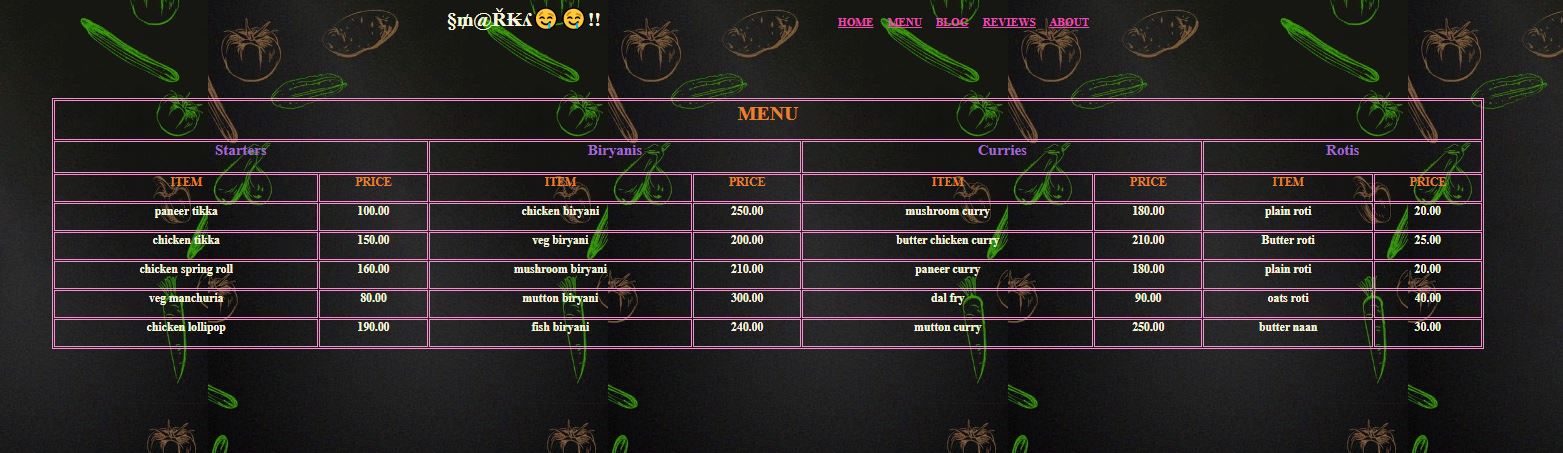 §₥@ŘҜʎ😋😋!!
HOME MENU BLOG REVIEWS ABOUT
MENU
Starters Biryanis Curries Rotis
ITEM PRICE ITEM PRICE ITEM PRICE ITEM PRICE
paneer tikka 100.00 chicken biryani 250.00 mushroom curry 180.00 plain roti 20.00
chicken tikka 150.00 veg biryani 200.00 butter chicken curry 210.00 Butter roti 25.00
chicken spring roll 160.00 mushroom biryani 210.00 paneer curry 180.00 plain roti 20.00
veg manchuria 80.00 mutton biryani 300.00 dal fry 90.00 oats roti 40.00
chicken lollipop 190.00 fish biryani 240.00 mutton curry 250.00 butter naan 30.00